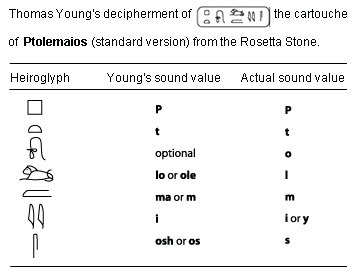 Thomas Young's decipherment of the cartouche
of Ptolemaios (standard version) from the Rosetta Stone.
Heiroglyph Young's sound value Actual sound value
P P
t t
optional o
lo or ole l
ma or m m
i i or y
osh or os s